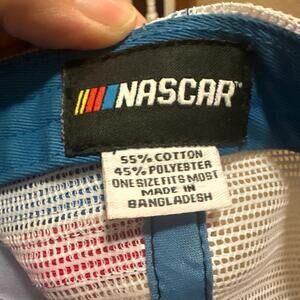 NASCAR
55% COTTON
45% POLYESTER
ONE SIZE FITS MOST
MADE IN
BANGLADESH